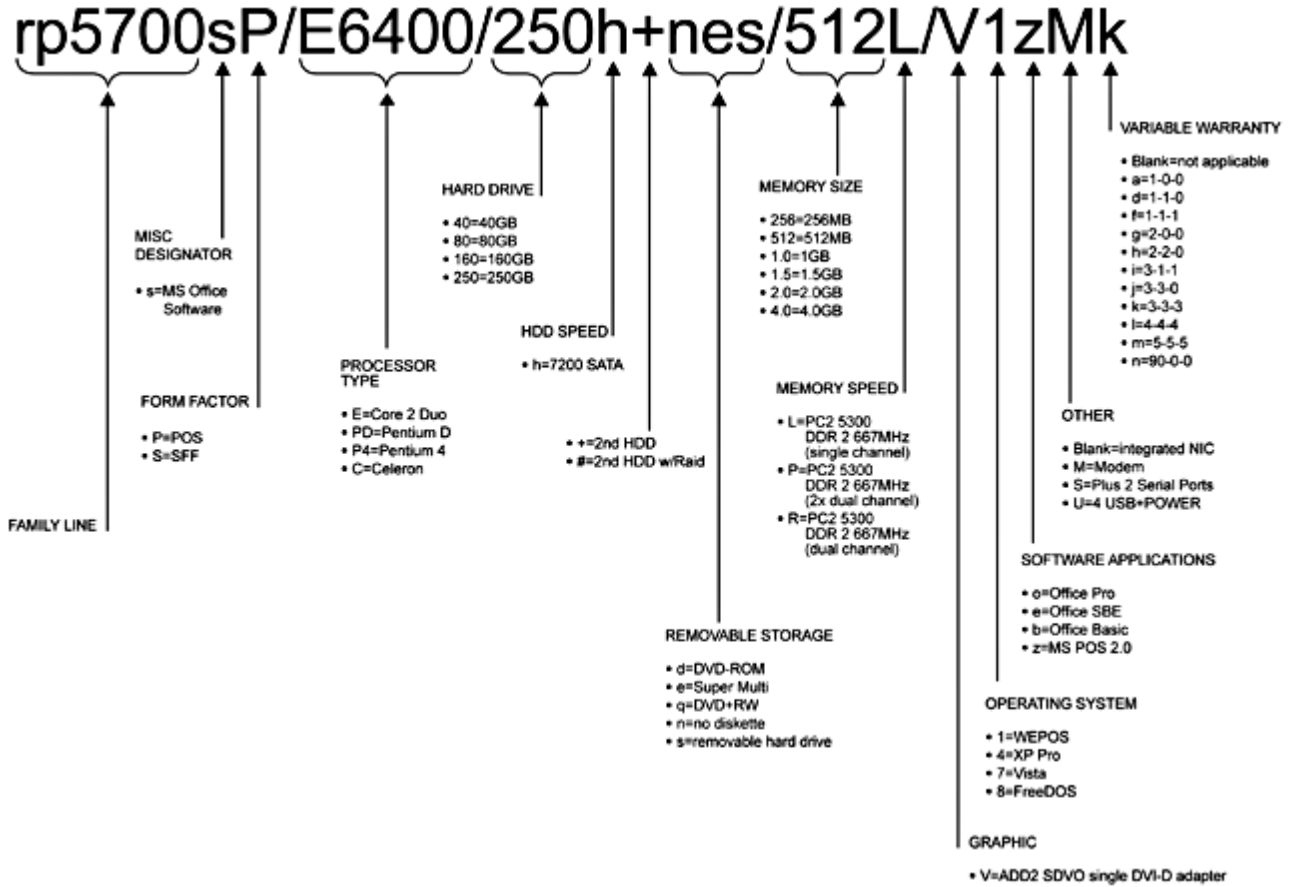 rp5700sP/E6400/250h+nes/512L/V1zMk
FAMILY LINE
MISC
DESIGNATOR
• s=MS Office
Software
FORM FACTOR
• P=POS
• S=SFF
PROCESSOR
TYPE
• E=Core 2 Duo
• PD=Pentium D
• P4=Pentium 4
• C=Celeron
HARD DRIVE
• 40=40GB
• 80=80GB
• 160=160GB
• 250=250GB
HDD SPEED
• h=7200 SATA
• +=2nd HDD
• #=2nd HDD w/Raid
REMOVABLE STORAGE
• d=DVD-ROM
• e=Super Multi
• q=DVD+RW
• n=no diskette
• s=removable hard drive
MEMORY SIZE
• 256=256MB
• 512=512MB
• 1.0=1GB
• 1.5=1.5GB
• 2.0=2.0GB
• 4.0=4.0GB
MEMORY SPEED
• L=PC2 5300
DDR 2 667MHz
(single channel)
• P=PC2 5300
DDR 2 667MHz
(2x dual channel)
• R=PC2 5300
DDR 2 667MHz
(dual channel)
GRAPHIC
• V=ADD2 SDVO single DVI-D adapter
OPERATING SYSTEM
• 1=WEPOS
• 4=XP Pro
• 7=Vista
• 8=FreeDOS
SOFTWARE APPLICATIONS
• o=Office Pro
• e=Office SBE
• b=Office Basic
• z=MS POS 2.0
OTHER
• Blank=integrated NIC
• M=Modem
• S=Plus 2 Serial Ports
• U=4 USB+POWER
VARIABLE WARRANTY
• Blank=not applicable
• a=1-0-0
• d=1-1-0
• f=1-1-1
• g=2-0-0
• h=2-2-0
• i=3-1-1
• j=3-3-0
• k=3-3-3
• l=4-4-4
• m=5-5-5
• n=90-0-0